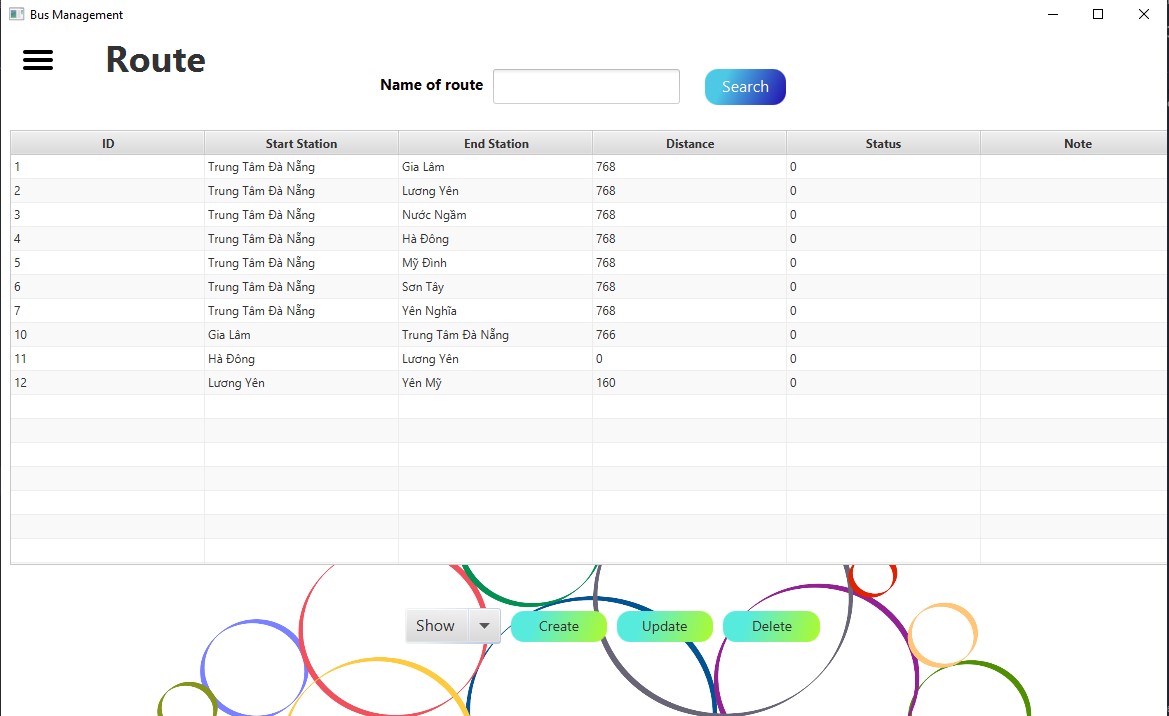 Bus Management
Route
Name of route Search
ID Start Station End Station Distance Status Note
1 Trung Tâm Đà Nẵng Gia Lâm 768 0
2 Trung Tâm Đà Nẵng Lương Yên 768 0
3 Trung Tâm Đà Nẵng Nước Ngầm 768 0
4 Trung Tâm Đà Nẵng Hà Đông 768 0
5 Trung Tâm Đà Nẵng Mỹ Đình 768 0
6 Trung Tâm Đà Nẵng Sơn Tây 768 0
7 Trung Tâm Đà Nẵng Yên Nghĩa 768 0
10 Gia Lâm Trung Tâm Đà Nẵng 766 0
11 Hà Đông Lương Yên 0 0
12 Lương Yên Yên Mỹ 160 0
Show Create Update Delete